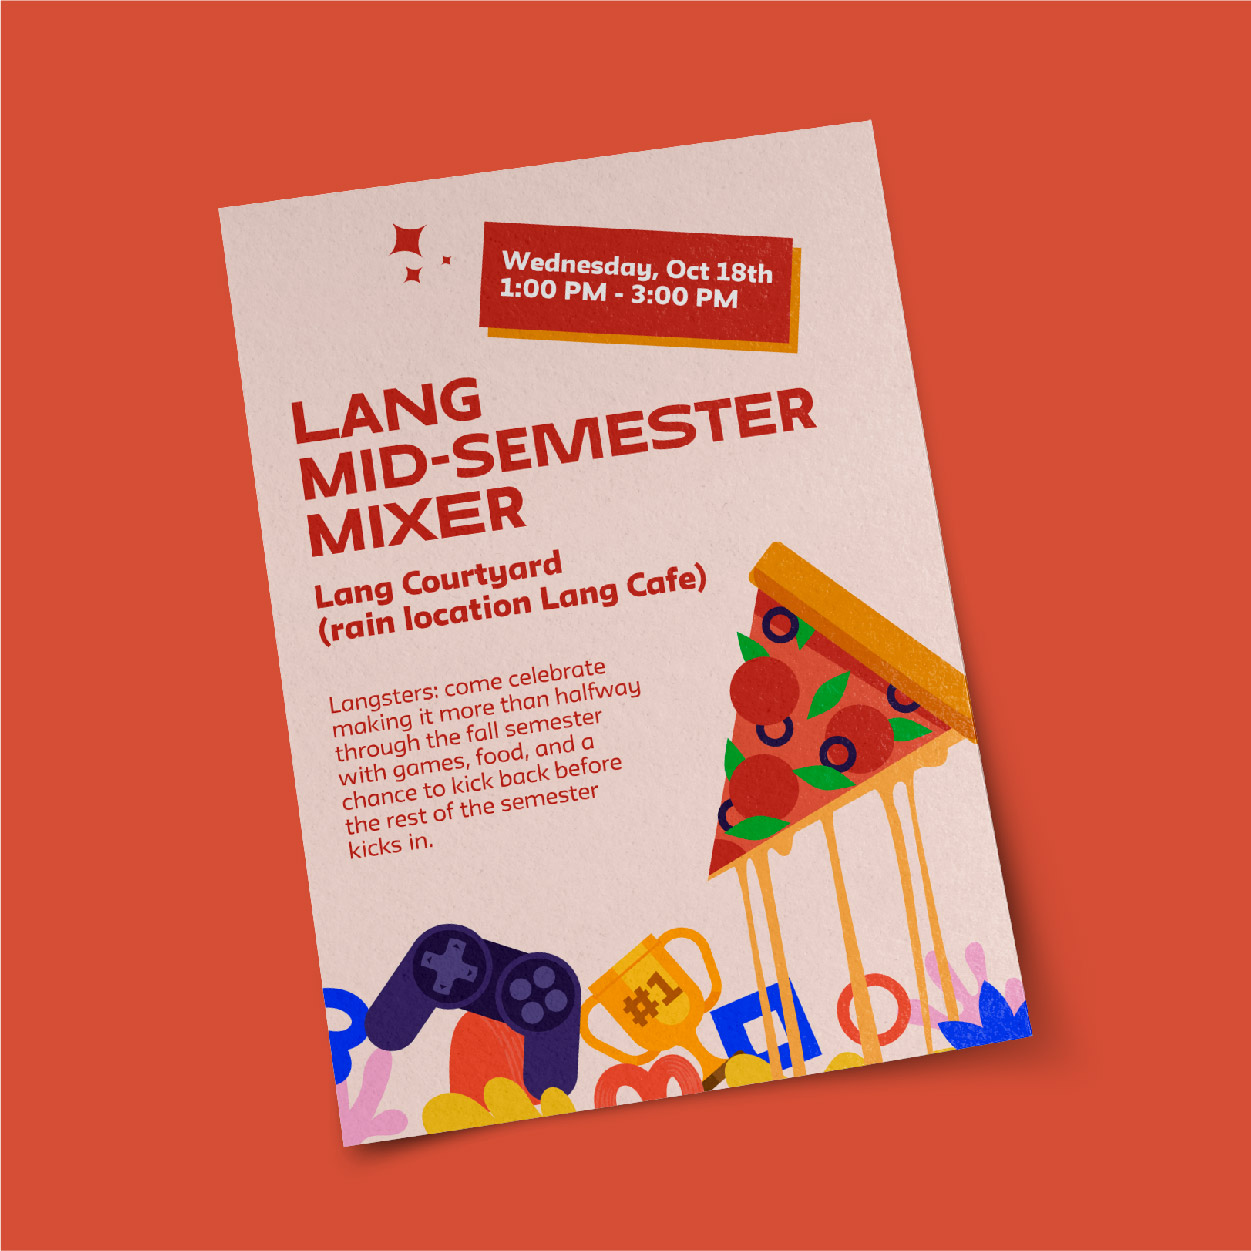 Wednesday, Oct 18th
1:00 PM - 3:00 PM
LANG
MID-SEMESTER
MIXER
Lang Courtyard
(rain location Lang Cafe)
Langsters: come celebrate
making it more than halfway
through the fall semester
with games, food, and a
chance to kick back before
the rest of the semester
kicks in.
#1